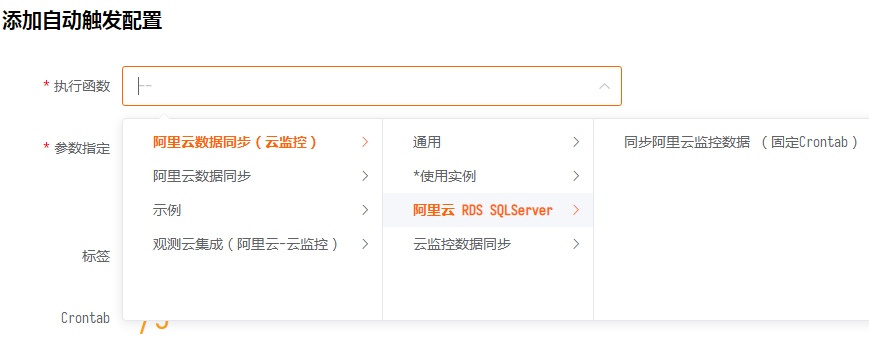 添加自动触发配置
* 执行函数 --
* 参数指定
阿里云数据同步（云监控）
阿里云数据同步
示例
观测云集成（阿里云-云监控）
通用
*使用实例
阿里云 RDS SQLServer
云监控数据同步
同步阿里云监控数据 （固定Crontab）
标签
Crontab